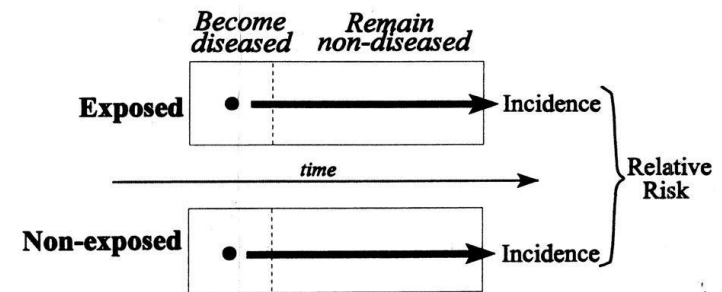 Become
diseased
Remain
non-diseased
Exposed
Incidence
time
Relative
Risk
Non-exposed
Incidence